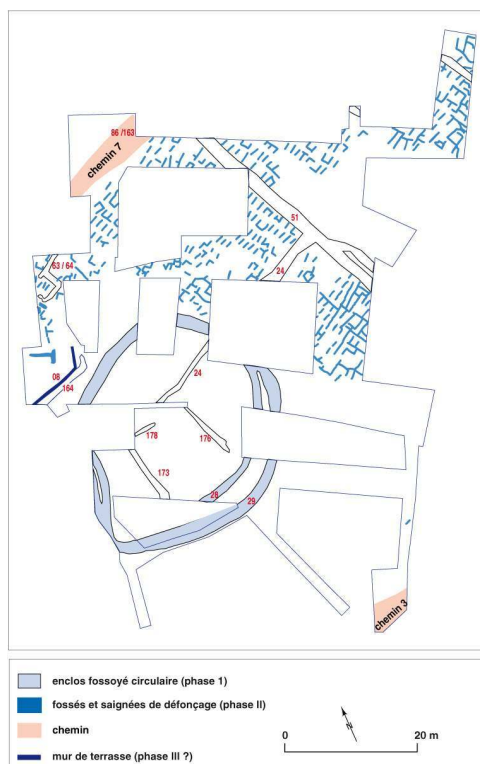 86 /163
chemin 7
51
63 / 64
24
08
164
24
178
176
173
28
29
chemin 3
enclos fossoyé circulaire (phase 1)
fossés et saignées de défonçage (phase II)
chemin
mur de terrasse (phase III ?)
N
0
20 m